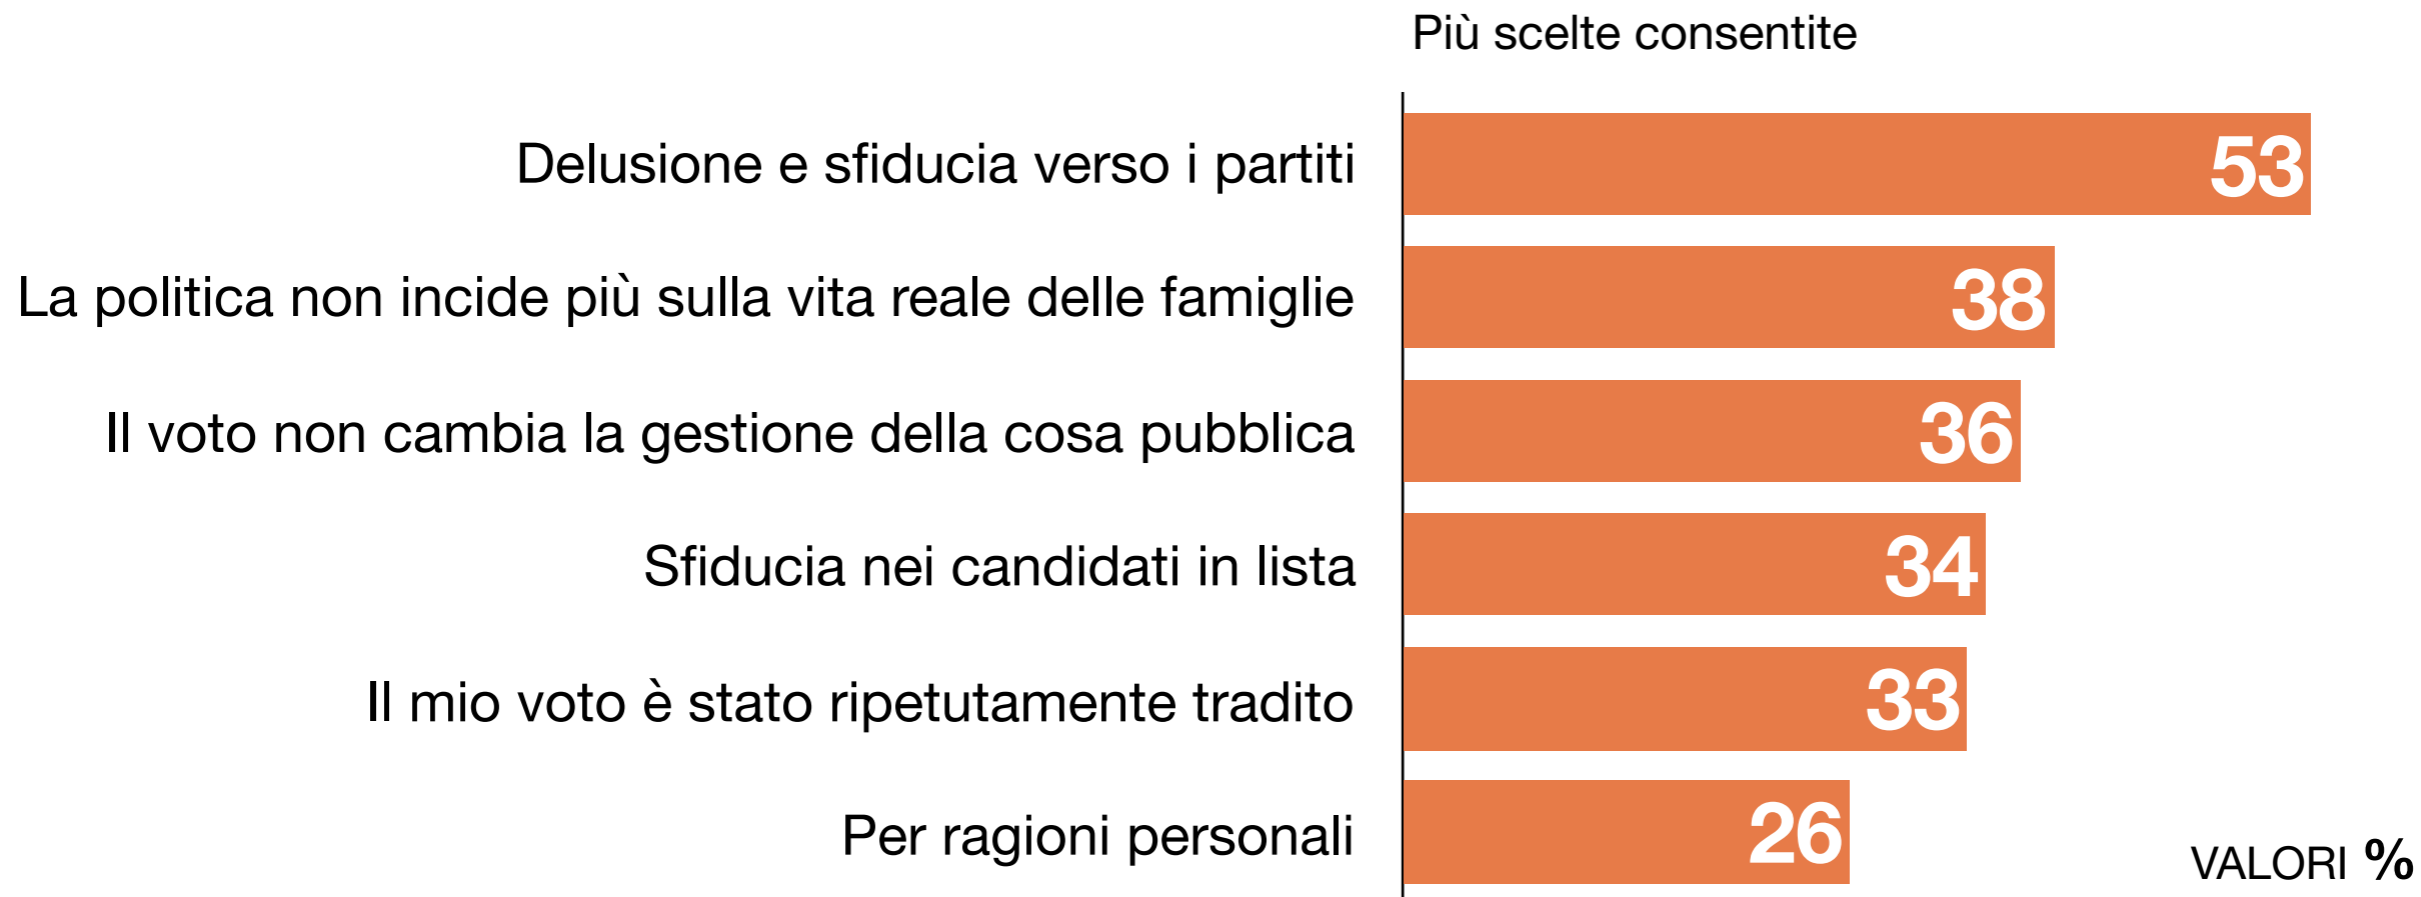 Più scelte consentite
Delusione e sfiducia verso i partiti 53
La politica non incide più sulla vita reale delle famiglie 38
Il voto non cambia la gestione della cosa pubblica 36
Sfiducia nei candidati in lista 34
Il mio voto è stato ripetutamente tradito 33
Per ragioni personali 26
VALORI %